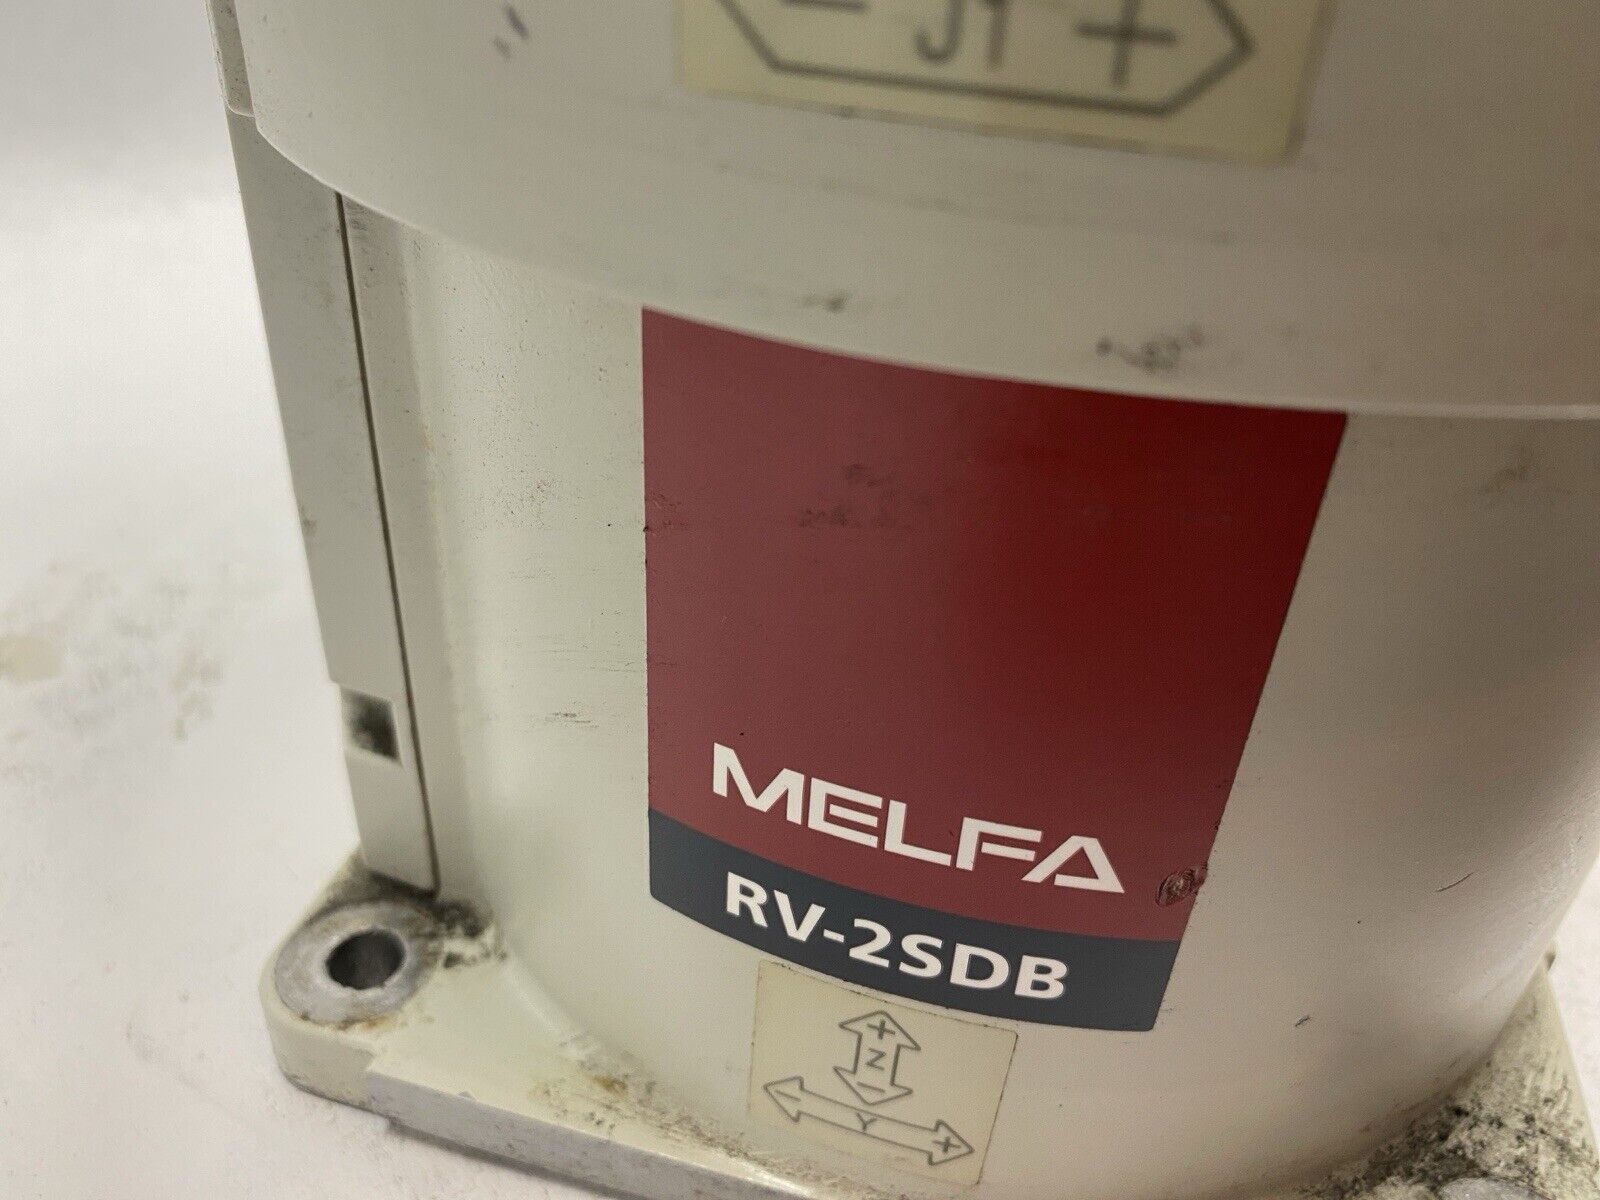 - J1 +
MELFA
RV-2SDB
+
Z
-
- Y +